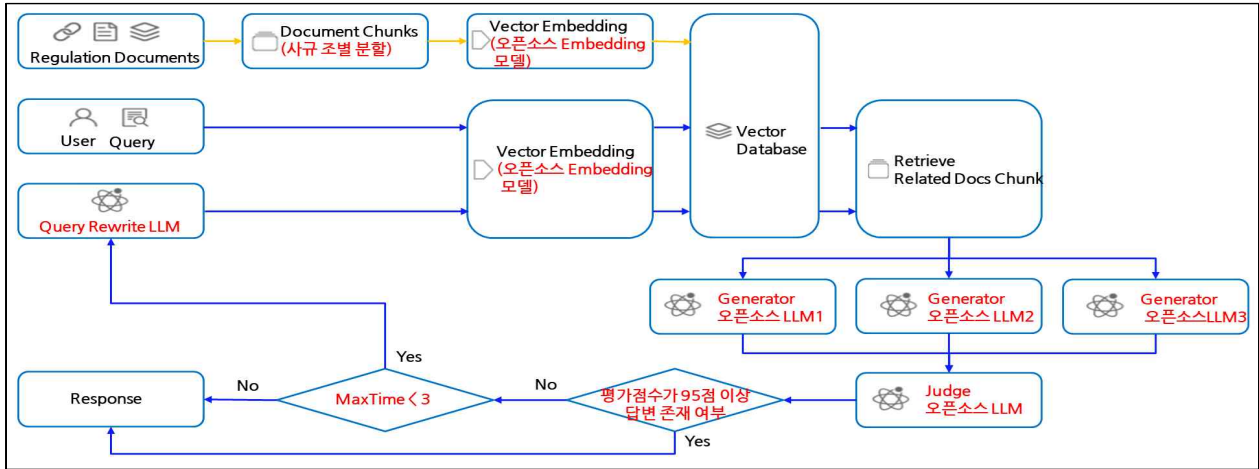 Regulation Documents
Document Chunks
(사규 조별 분할)
Vector Embedding
(오픈소스 Embedding
모델)
User Query
Vector Embedding
(오픈소스 Embedding
모델)
Vector
Database
Retrieve
Related Docs Chunk
Query Rewrite LLM
Generator
오픈소스 LLM1
Generator
오픈소스 LLM2
Generator
오픈소스LLM3
Yes
Response
No
MaxTime < 3
No
평가점수가 95점 이상
답변 존재 여부
Judge
오픈소스 LLM
Yes